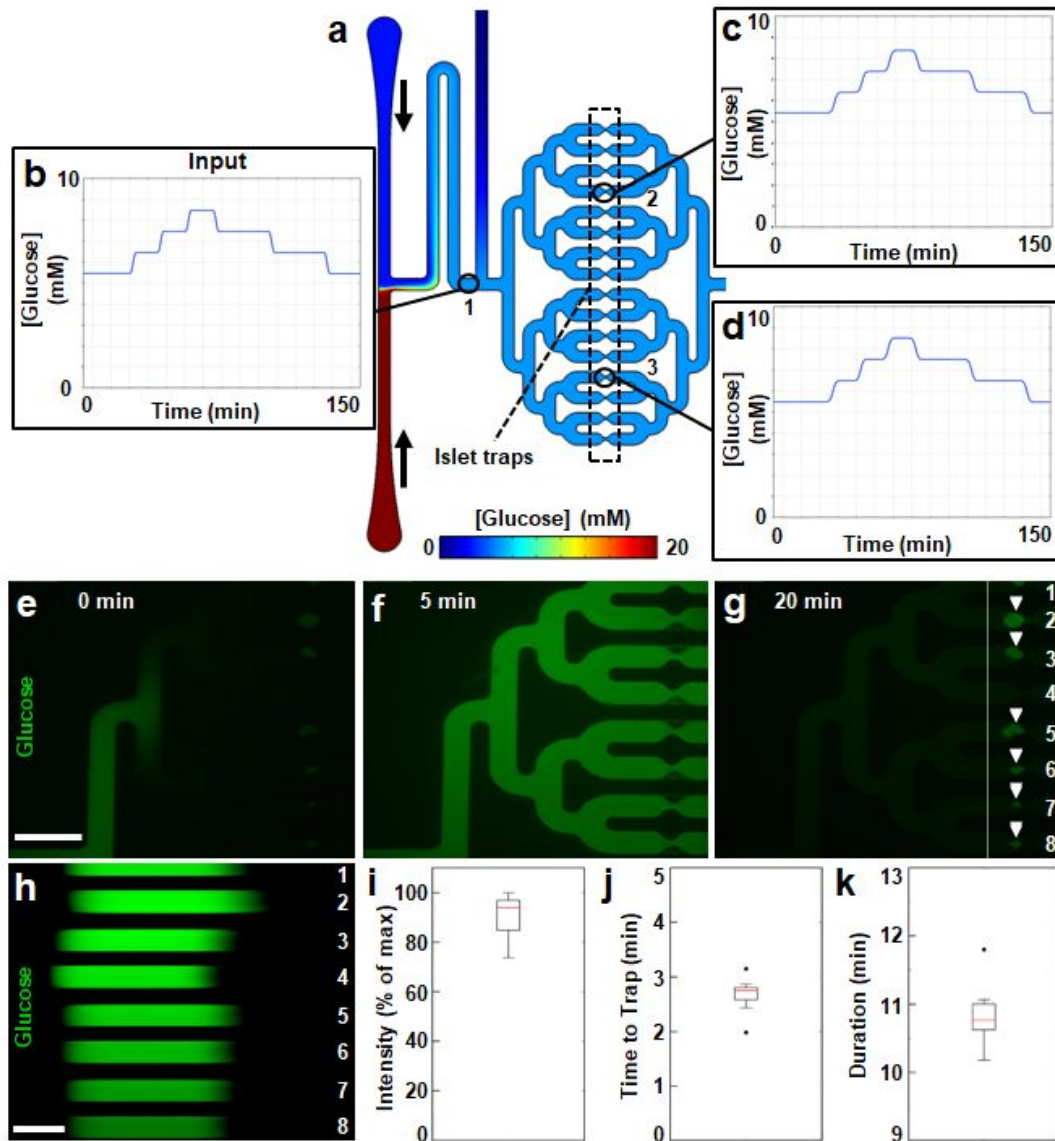 a
b
Input
10
[Glucose]
(mM)
0
0
150
Time (min)
1
2
3
Islet traps
[Glucose] (mM)
0
20
c
10
[Glucose]
(mM)
0
0
150
Time (min)
d
10
[Glucose]
(mM)
0
0
150
Time (min)
e
0 min
Glucose
f
5 min
g
20 min
1
2
3
4
5
6
7
8
h
Glucose
1
2
3
4
5
6
7
8
i
Intensity (% of max)
100
80
60
40
20
0
j
Time to Trap (min)
5
4
3
2
1
0
k
Duration (min)
13
12
11
10
9